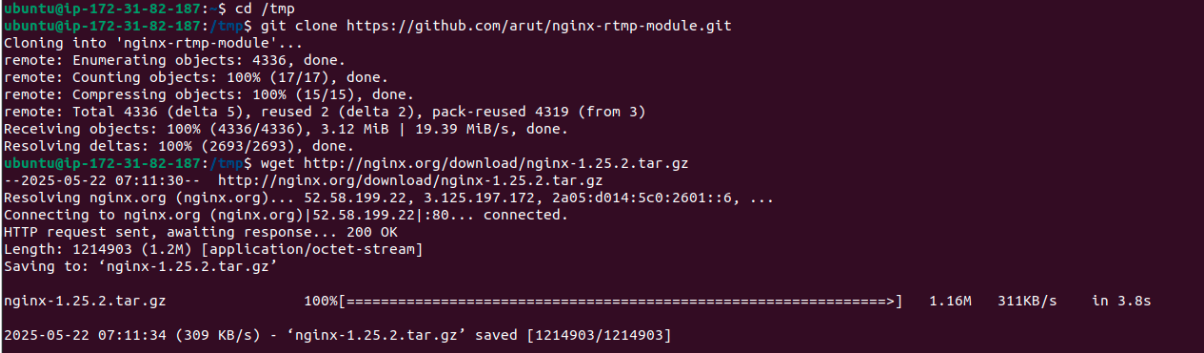 ubuntu@ip-172-31-82-187:~$ cd /tmp
ubuntu@ip-172-31-82-187:/tmp$ git clone https://github.com/arut/nginx-rtmp-module.git
Cloning into 'nginx-rtmp-module'...
remote: Enumerating objects: 4336, done.
remote: Counting objects: 100% (17/17), done.
remote: Compressing objects: 100% (15/15), done.
remote: Total 4336 (delta 5), reused 2 (delta 2), pack-reused 4319 (from 3)
Receiving objects: 100% (4336/4336), 3.12 MiB | 19.39 MiB/s, done.
Resolving deltas: 100% (2693/2693), done.
ubuntu@ip-172-31-82-187:/tmp$ wget http://nginx.org/download/nginx-1.25.2.tar.gz
--2025-05-22 07:11:30--  http://nginx.org/download/nginx-1.25.2.tar.gz
Resolving nginx.org (nginx.org)... 52.58.199.22, 3.125.197.172, 2a05:d014:5c0:2601::6, ...
Connecting to nginx.org (nginx.org)|52.58.199.22|:80... connected.
HTTP request sent, awaiting response... 200 OK
Length: 1214903 (1.2M) [application/octet-stream]
Saving to: ‘nginx-1.25.2.tar.gz’
nginx-1.25.2.tar.gz 100%[================================================================>] 1.16M 311KB/s in 3.8s
2025-05-22 07:11:34 (309 KB/s) - ‘nginx-1.25.2.tar.gz’ saved [1214903/1214903]